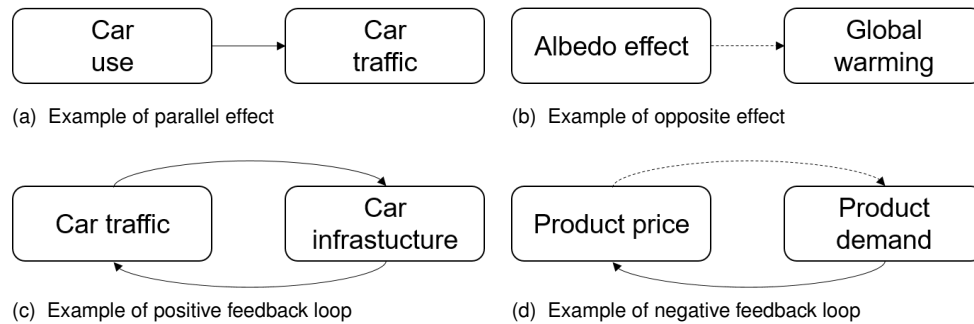 Car
use
Car
traffic
Albedo effect
Global
warming
(a) Example of parallel effect
(b) Example of opposite effect
Car traffic
Car
infrastucture
Product price
Product
demand
(c) Example of positive feedback loop
(d) Example of negative feedback loop